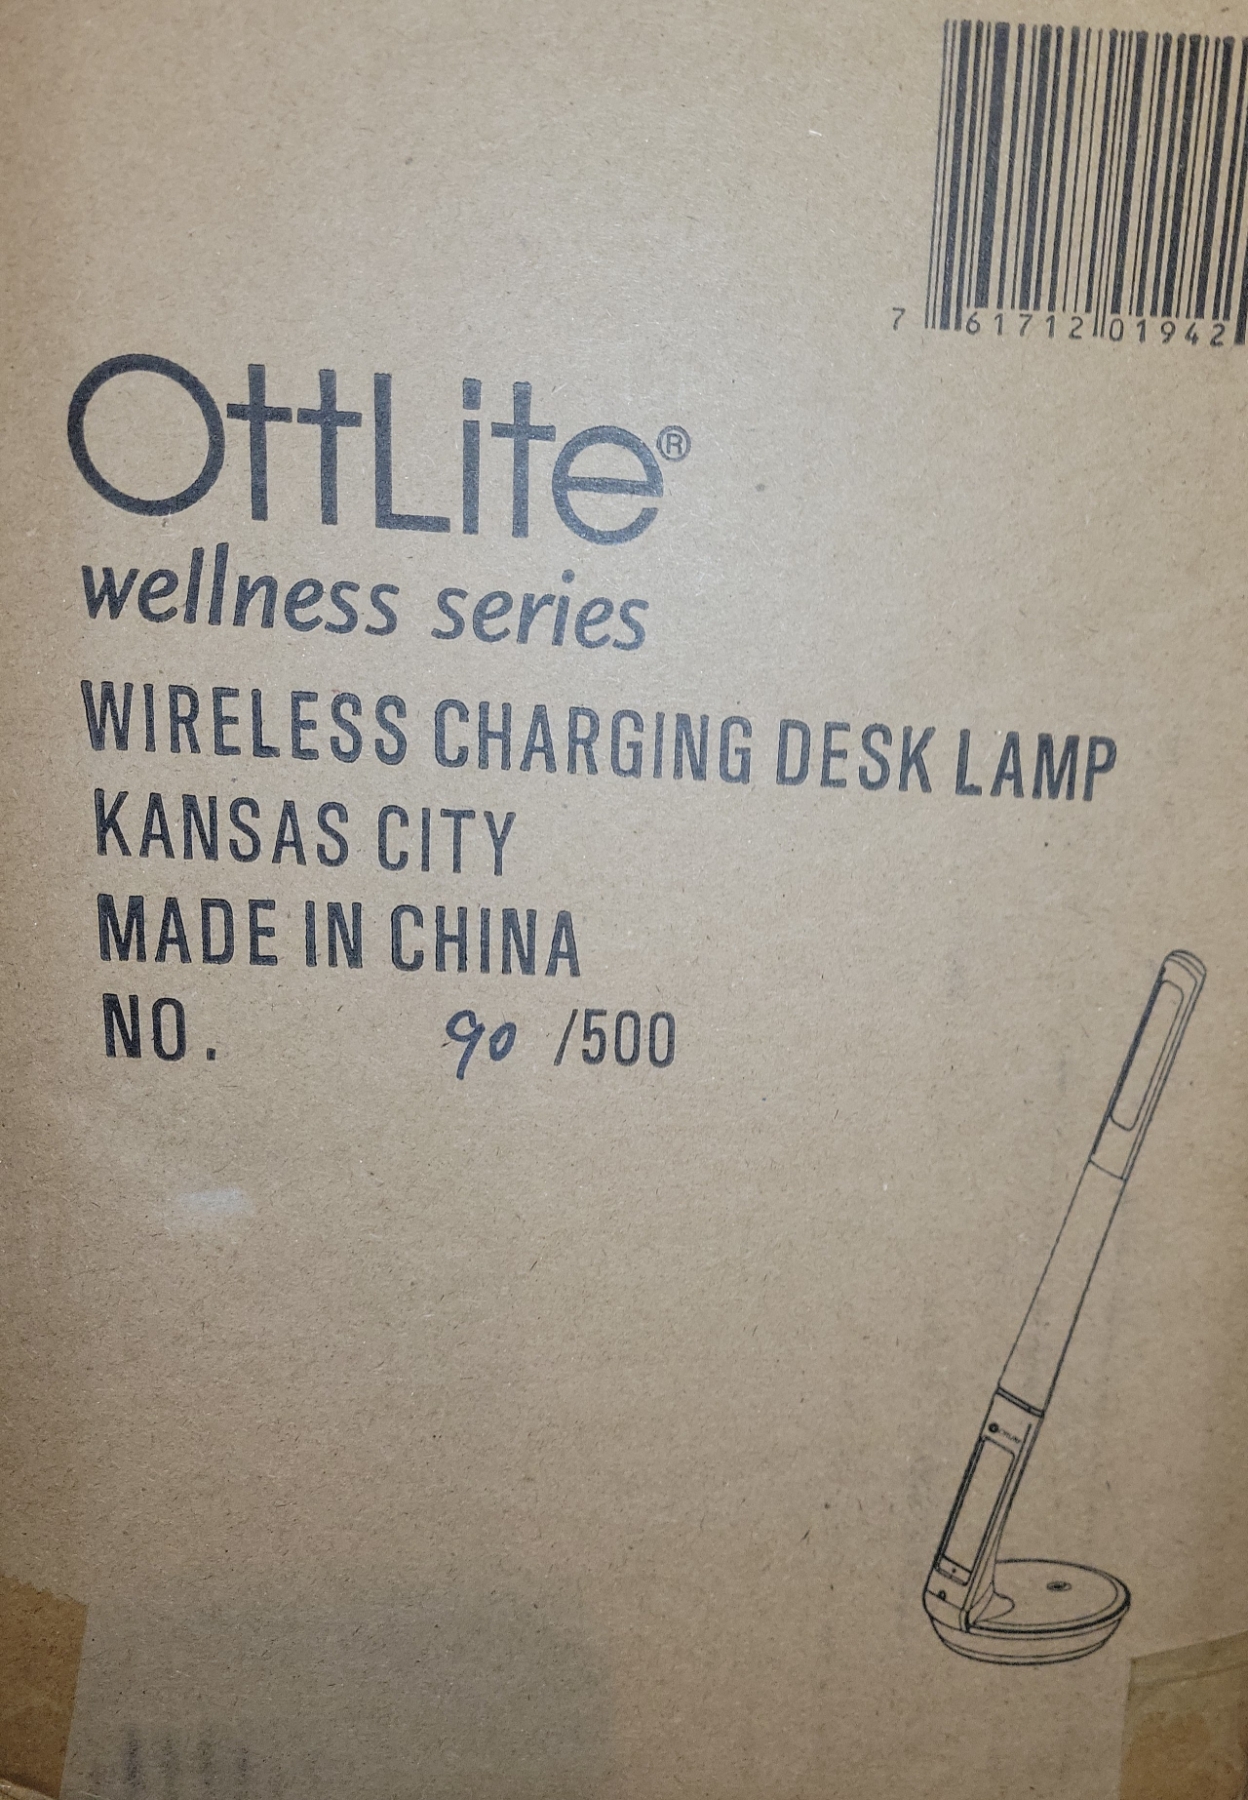 7 61712 01942
OttLite®
wellness series
WIRELESS CHARGING DESK LAMP
KANSAS CITY
MADE IN CHINA
NO. 90 /500